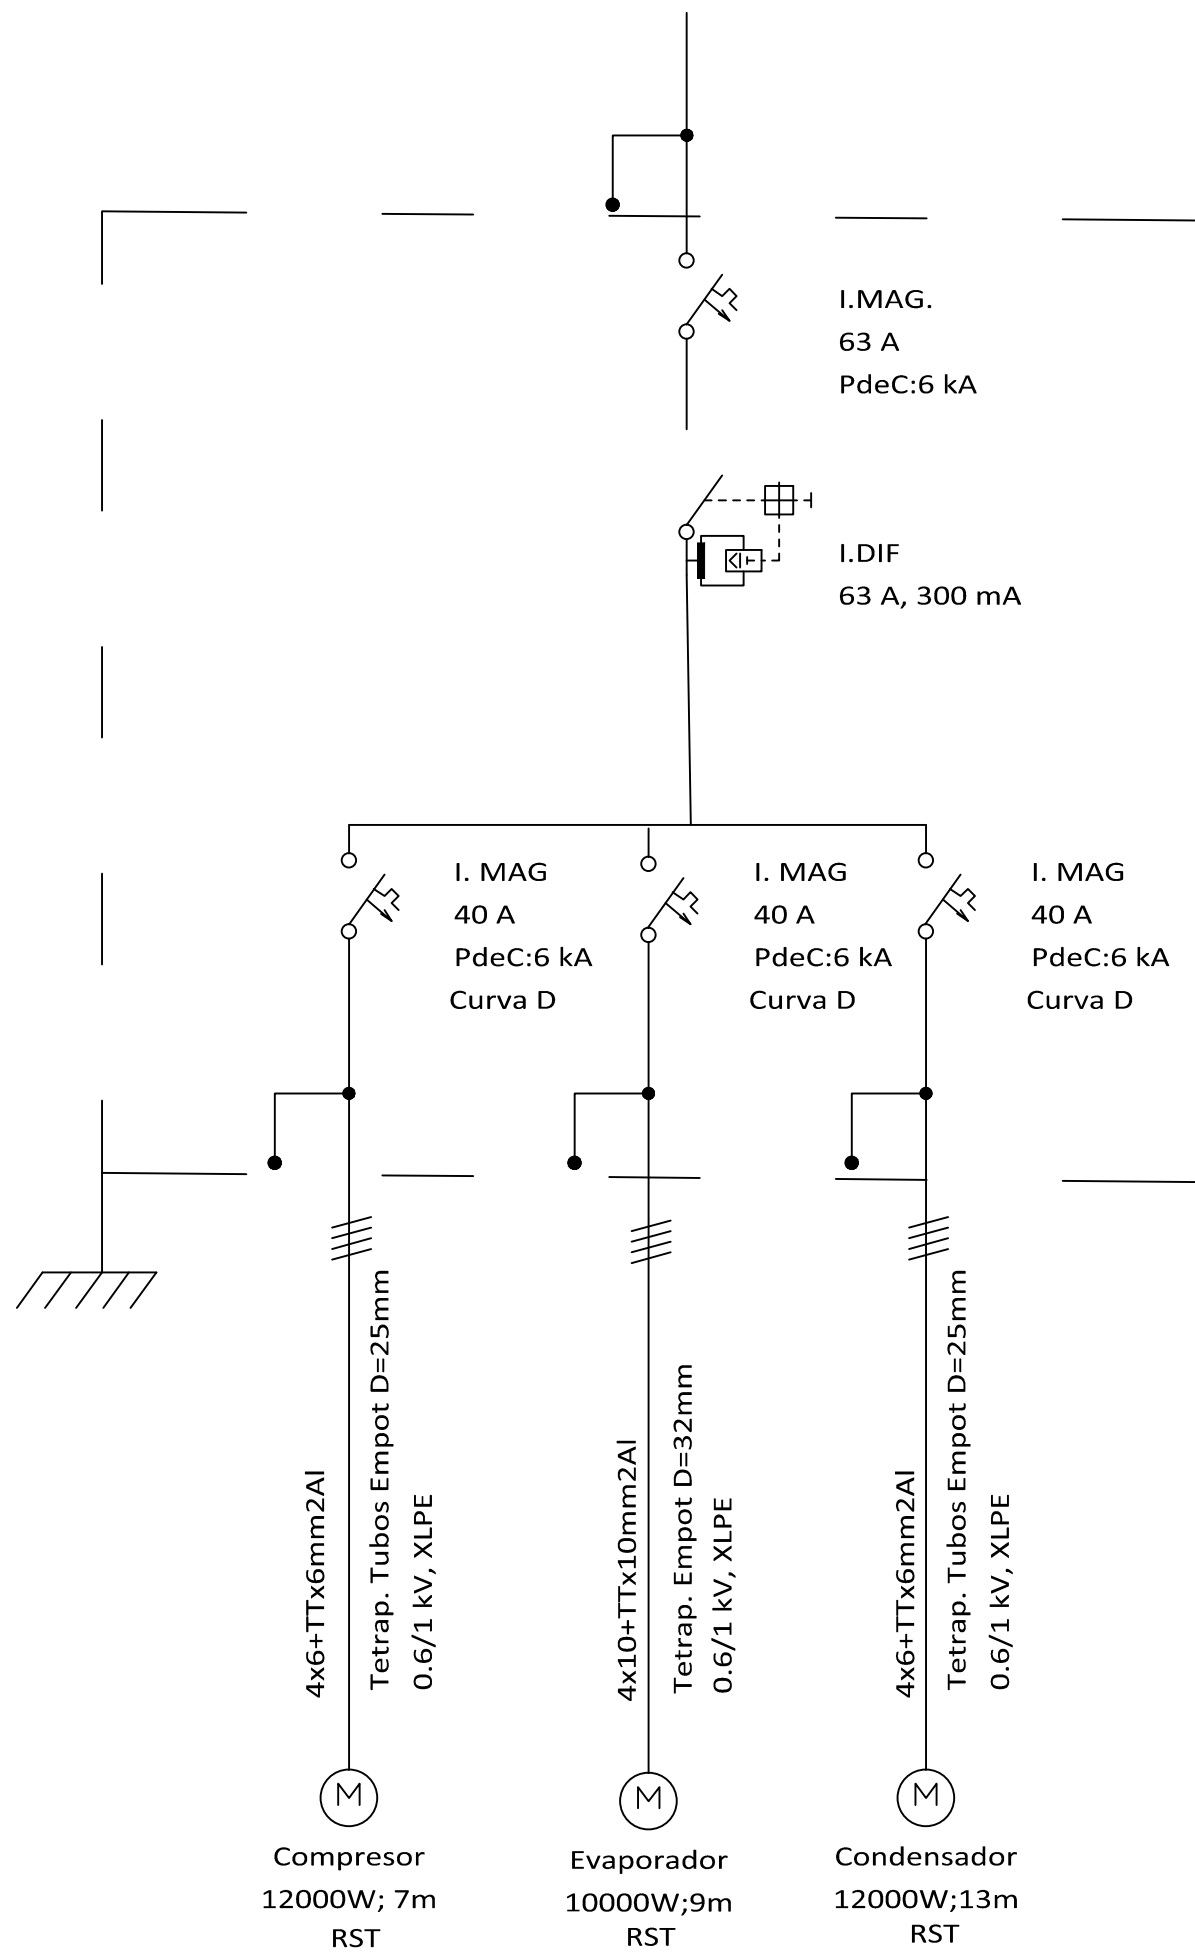 I.MAG.
63 A
PdeC:6 kA
I.DIF
63 A, 300 mA
I. MAG
40 A
PdeC:6 kA
Curva D
I. MAG
40 A
PdeC:6 kA
Curva D
I. MAG
40 A
PdeC:6 kA
Curva D
4x6+TTx6mm2Al
Tetrap. Tubos Empot D=25mm
0.6/1 kV, XLPE
4x10+TTx10mm2Al
Tetrap. Empot D=32mm
0.6/1 kV, XLPE
4x6+TTx6mm2Al
Tetrap. Tubos Empot D=25mm
0.6/1 kV, XLPE
M
Compresor
12000W; 7m
RST
M
Evaporador
10000W;9m
RST
M
Condensador
12000W;13m
RST